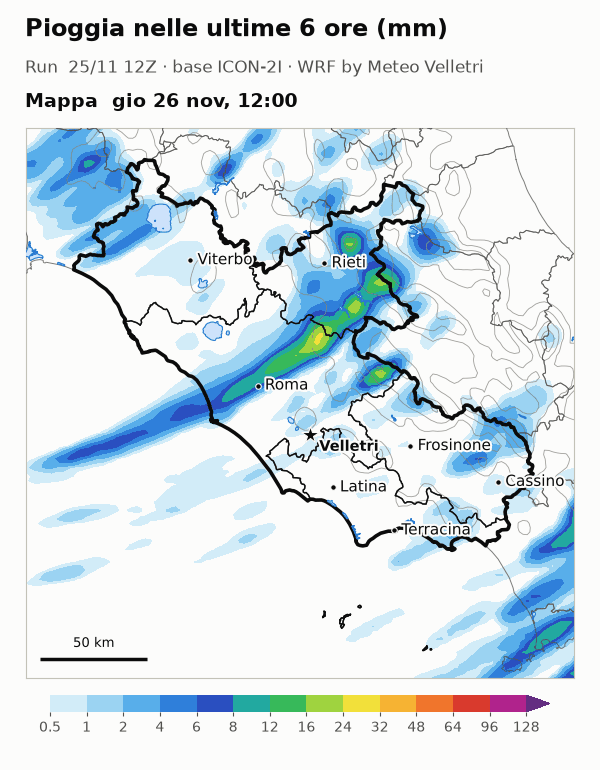 Pioggia nelle ultime 6 ore (mm)
Run 25/11 12Z · base ICON-2I · WRF by Meteo Velletri
Mappa gio 26 nov, 12:00
Viterbo
Rieti
Roma
Velletri
Frosinone
Latina
Cassino
Terracina
50 km
0.5 1 2 4 6 8 12 16 24 32 48 64 96 128